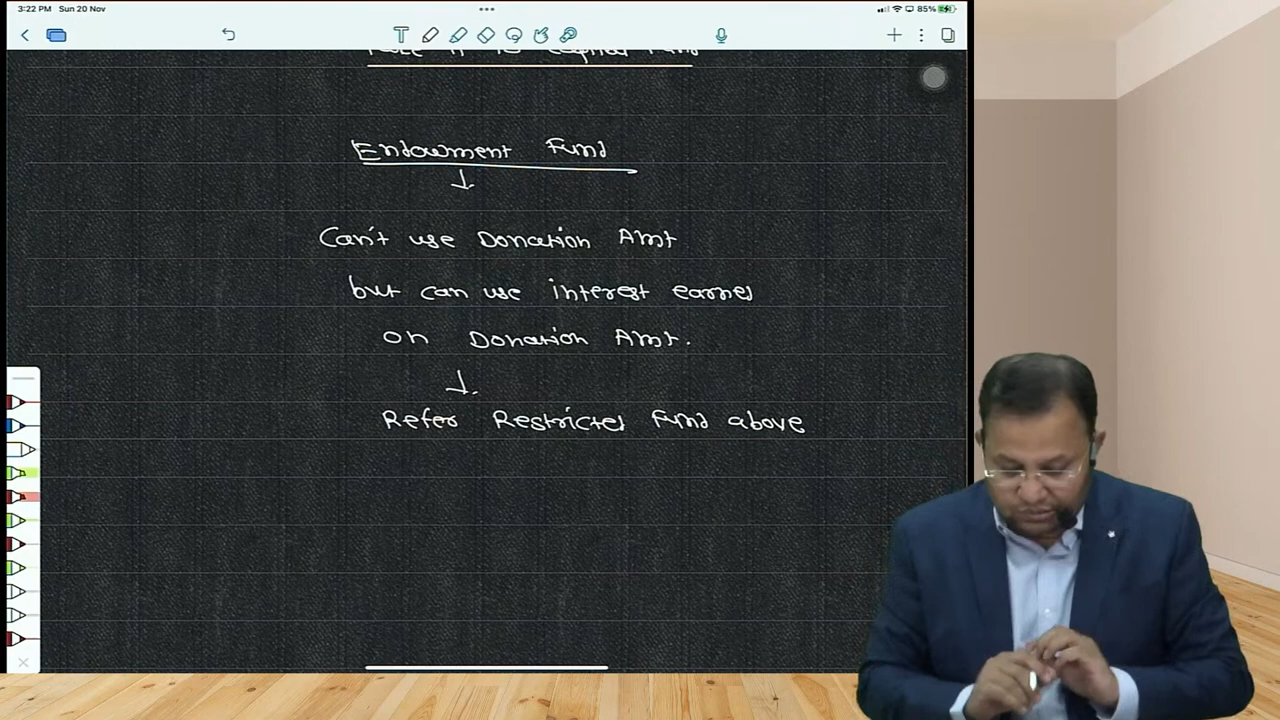 3:22 PM Sun 20 Nov
85%
Endowment Fund
Can't use Donation Amt
but can use interest earned
on Donation Amt.
Refer Restricted Fund above